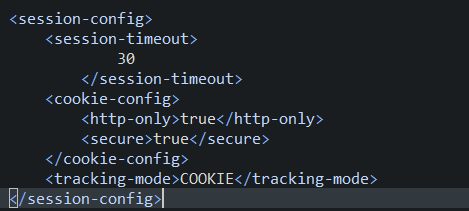 <session-config>
    <session-timeout>
            30
        </session-timeout>
    <cookie-config>
        <http-only>true</http-only>
        <secure>true</secure>
    </cookie-config>
    <tracking-mode>COOKIE</tracking-mode>
</session-config>